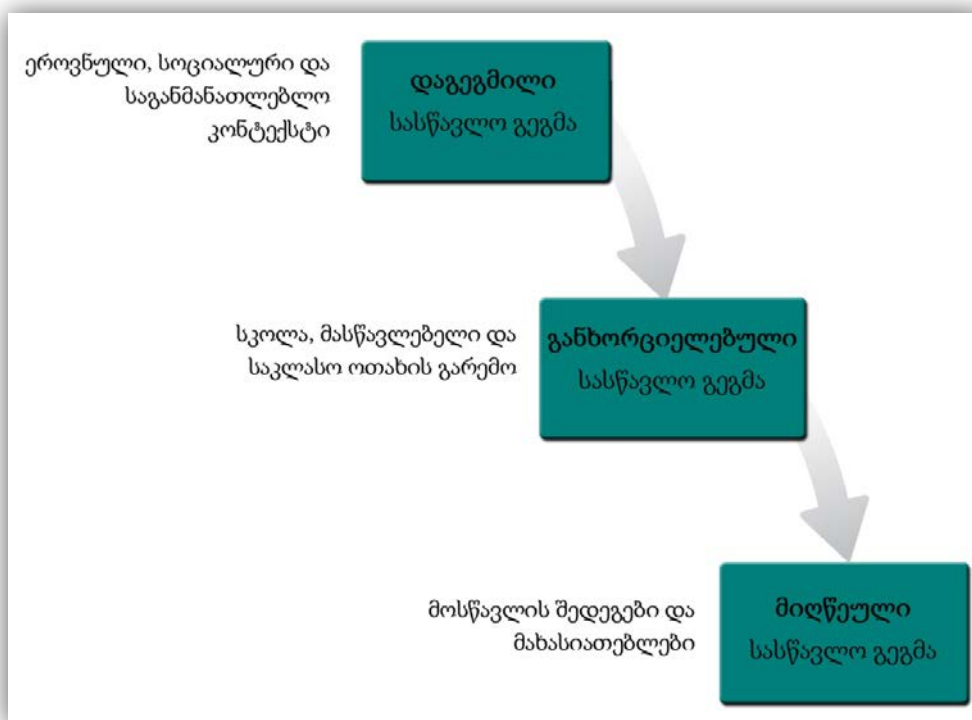 ეროვნული, სოციალური და
საგანმანათლებლო
კონტექსტი
დაგეგმილი
სასწავლო გეგმა
სკოლა, მასწავლებელი და
საკლასო ოთახის გარემო
განხორციელებული
სასწავლო გეგმა
მოსწავლის შედეგები და
მახასიათებლები
მიღწეული
სასწავლო გეგმა